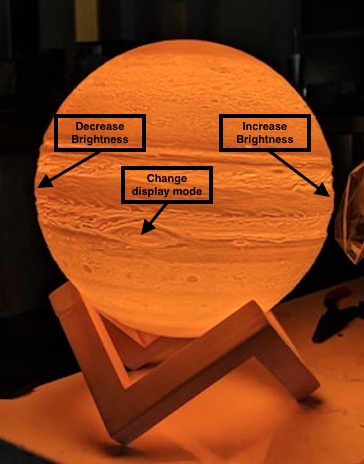 Decrease
Brightness
Increase
Brightness
Change
display mode